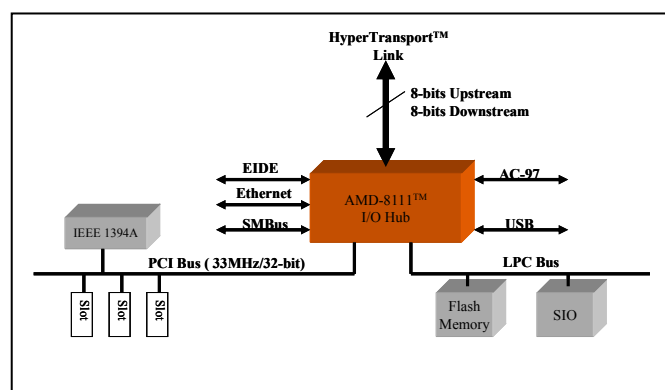 HyperTransport™
Link
8-bits Upstream
8-bits Downstream
EIDE
Ethernet
SMBus
AMD-8111™
I/O Hub
AC-97
USB
IEEE 1394A
PCI Bus ( 33MHz/32-bit)
LPC Bus
Slot
Slot
Slot
Flash
Memory
SIO